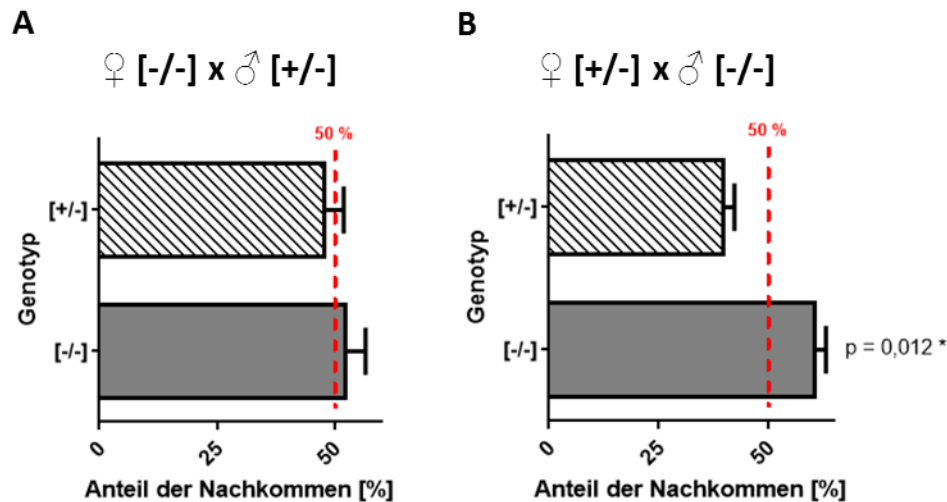 A
♀ [-/-] x ♂ [+/-]
50 %
[+/-]
[-/-]
Genotyp
0
25
50
Anteil der Nachkommen [%]
B
♀ [+/-] x ♂ [-/-]
50 %
[+/-]
[-/-]
p = 0,012 *
Genotyp
0
25
50
Anteil der Nachkommen [%]